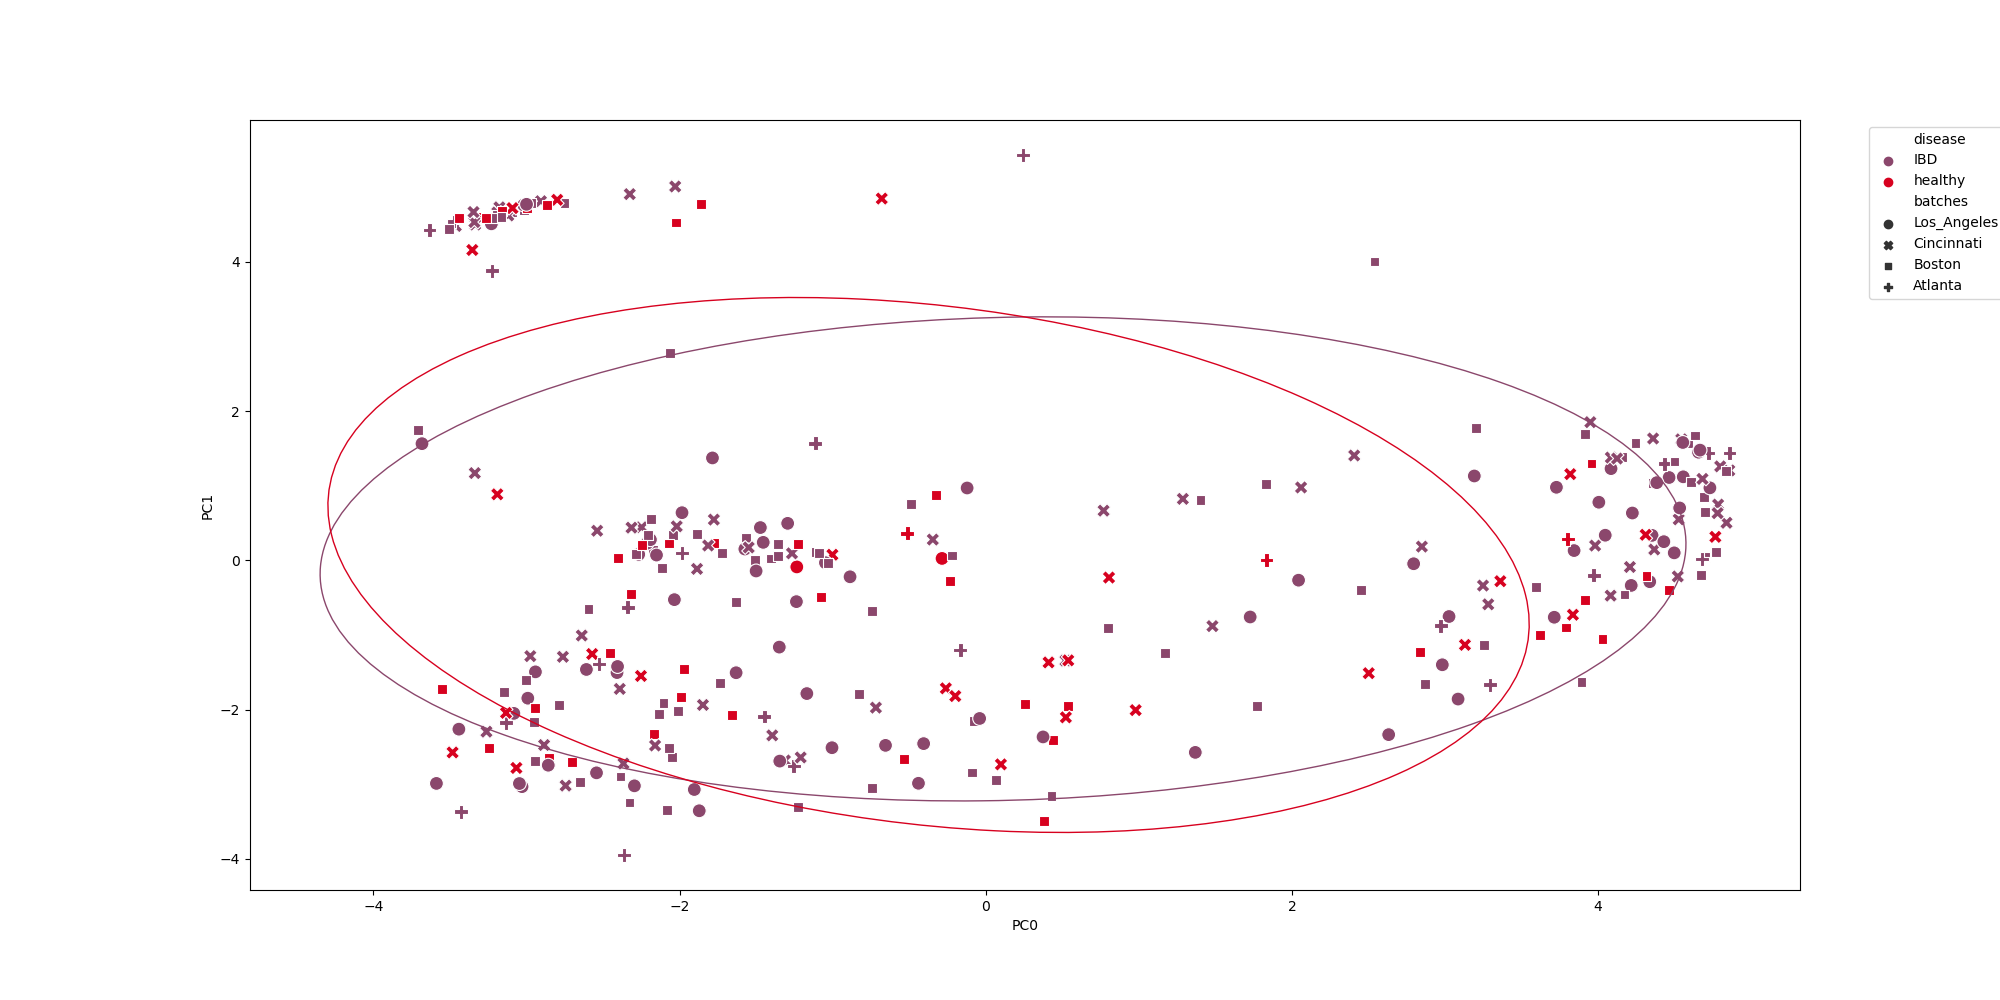 disease
IBD
healthy
batches
Los_Angeles
Cincinnati
Boston
Atlanta
4
2
0
−2
−4
PC1
−4
−2
0
2
4
PC0